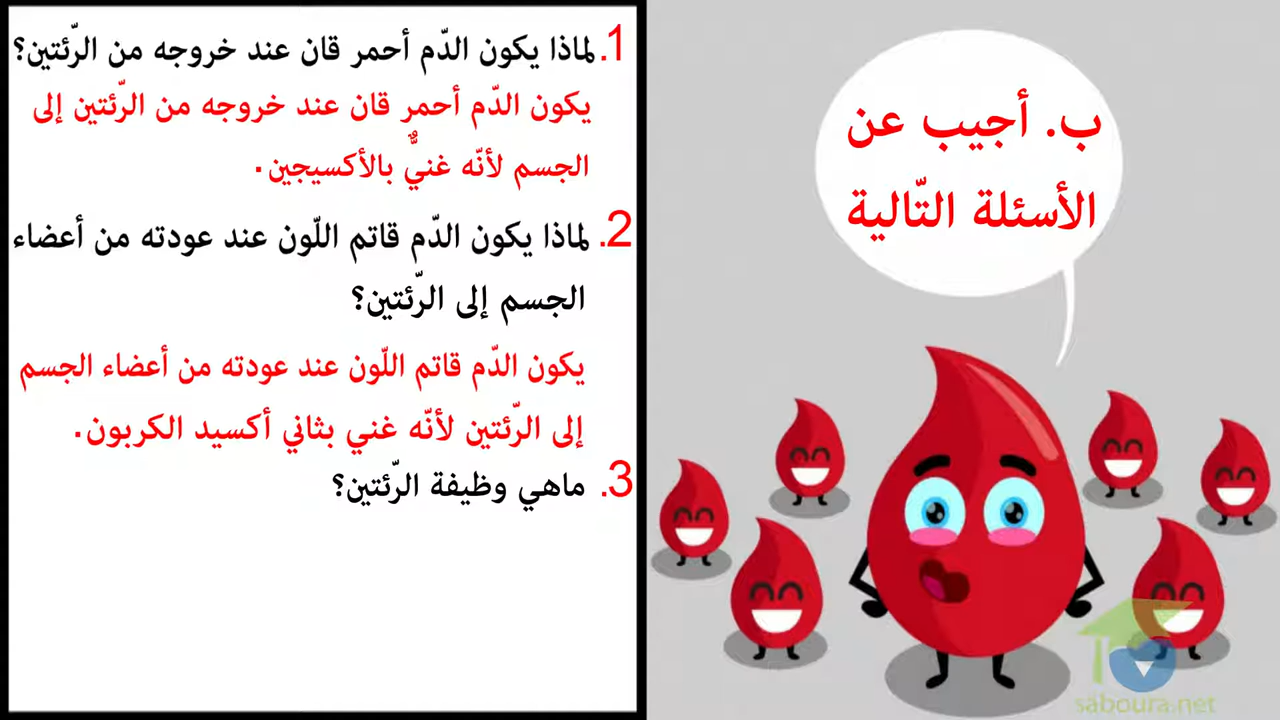 ب. أجيب عن
الأسئلة التّالية
1. لماذا يكون الدّم أحمر قان عند خروجه من الرّئتين؟
يكون الدّم أحمر قان عند خروجه من الرّئتين إلى
الجسم لأنّه غنيٌّ بالأكسيجين.
2. لماذا يكون الدّم قاتم اللّون عند عودته من أعضاء
الجسم إلى الرّئتين؟
يكون الدّم قاتم اللّون عند عودته من أعضاء الجسم
إلى الرّئتين لأنّه غني بثاني أكسيد الكربون.
3. ماهي وظيفة الرّئتين؟
saboura.net